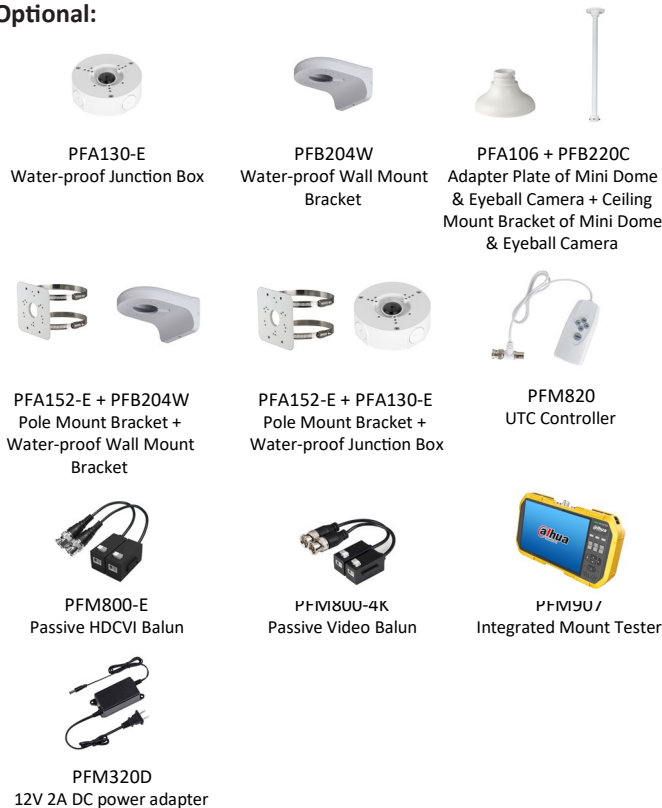 Optional:
PFA130-E
Water-proof Junction Box
PFB204W
Water-proof Wall Mount
Bracket
PFA106 + PFB220C
Adapter Plate of Mini Dome
& Eyeball Camera + Ceiling
Mount Bracket of Mini Dome
& Eyeball Camera
PFA152-E + PFB204W
Pole Mount Bracket +
Water-proof Wall Mount
Bracket
PFA152-E + PFA130-E
Pole Mount Bracket +
Water-proof Junction Box
PFM820
UTC Controller
PFM800-E
Passive HDCVI Balun
PFM800-4K
Passive Video Balun
alhua
PFM907
Integrated Mount Tester
PFM320D
12V 2A DC power adapter